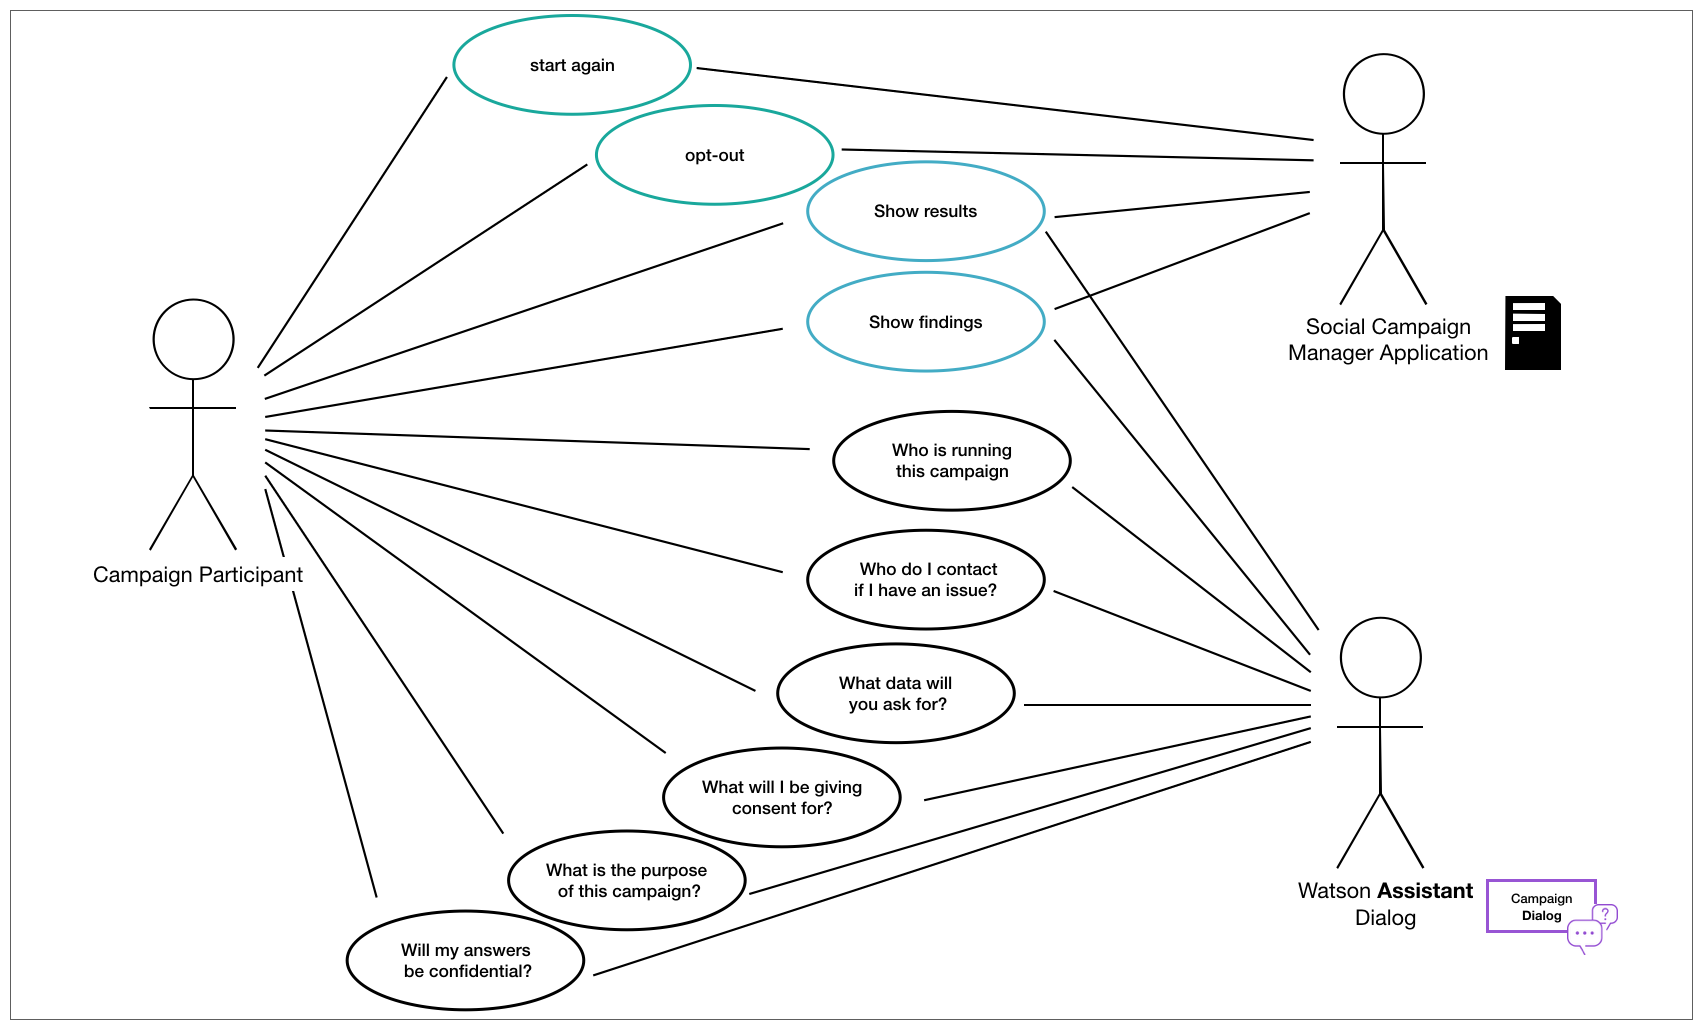 start again
opt-out
Show results
Show findings
Social Campaign
Manager Application
Who is running
this campaign
Campaign Participant
Who do I contact
if I have an issue?
What data will
you ask for?
What will I be giving
consent for?
What is the purpose
of this campaign?
Watson Assistant
Dialog
Campaign
Dialog
?
Will my answers
be confidential?